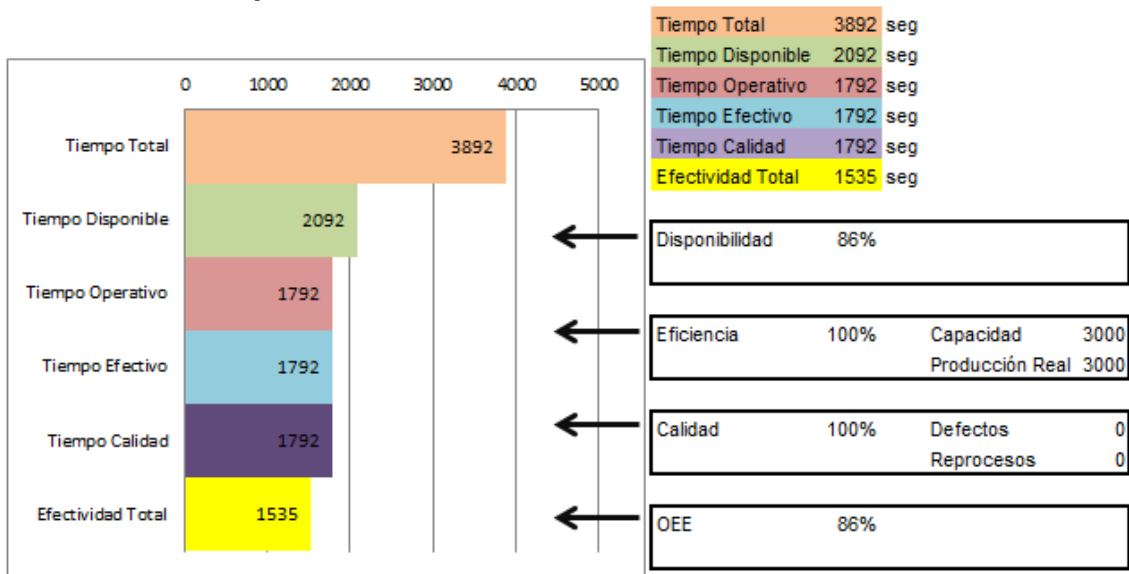 Tiempo Total 3892 seg
Tiempo Disponible 2092 seg
Tiempo Operativo 1792 seg
Tiempo Efectivo 1792 seg
Tiempo Calidad 1792 seg
Efectividad Total 1535 seg
0 1000 2000 3000 4000 5000
Tiempo Total 3892
Tiempo Disponible 2092
Tiempo Operativo 1792
Tiempo Efectivo 1792
Tiempo Calidad 1792
Efectividad Total 1535
Disponibilidad 86%
Eficiencia 100% Capacidad 3000
Producción Real 3000
Calidad 100% Defectos 0
Reprocesos 0
OEE 86%